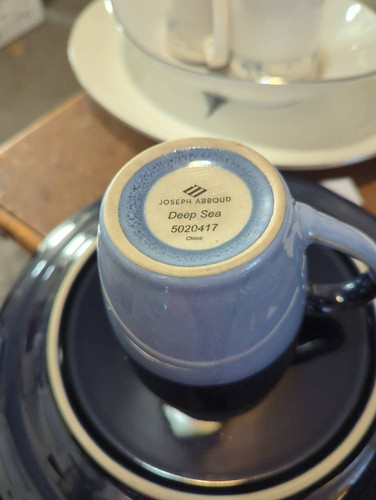 JOSEPH ABBOUD
Deep Sea
5020417
China